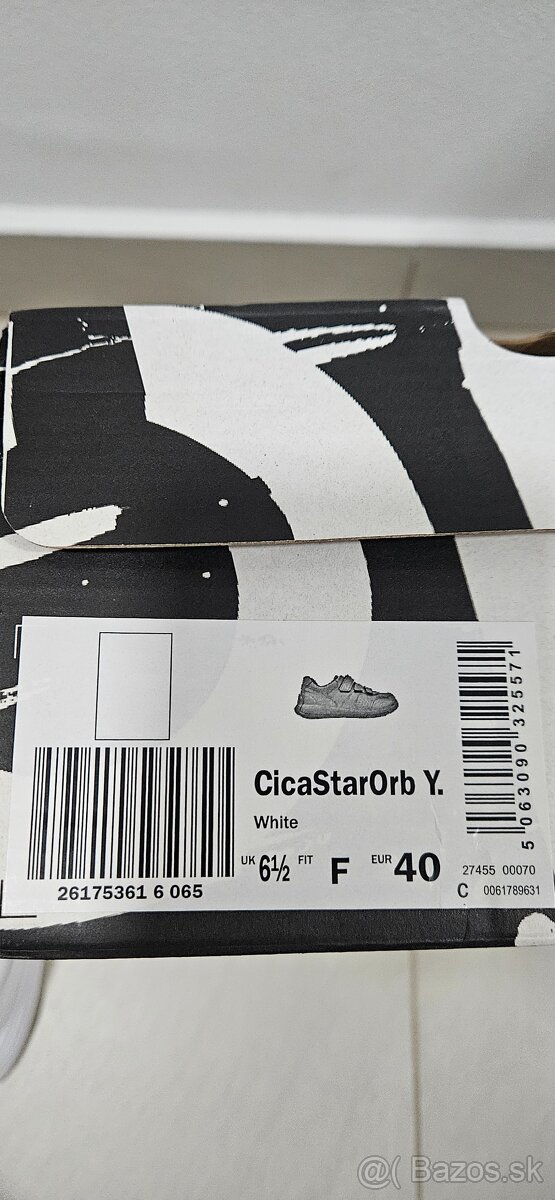 CicaStarOrb Y.
White
UK 6½ FIT F EUR 40
26175361 6 065
5 063090 325571
27455 00070
C 0061789631
@( Bazos.sk